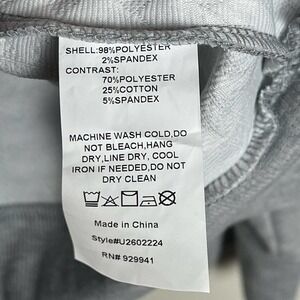 SHELL:98%POLYESTER
2%SPANDEX
CONTRAST:
70%POLYESTER
25%COTTON
5%SPANDEX
MACHINE WASH COLD,DO
NOT BLEACH,HANG
DRY,LINE DRY, COOL
IRON IF NEEDED,DO NOT
DRY CLEAN
Made in China
Style#U2602224
RN# 929941